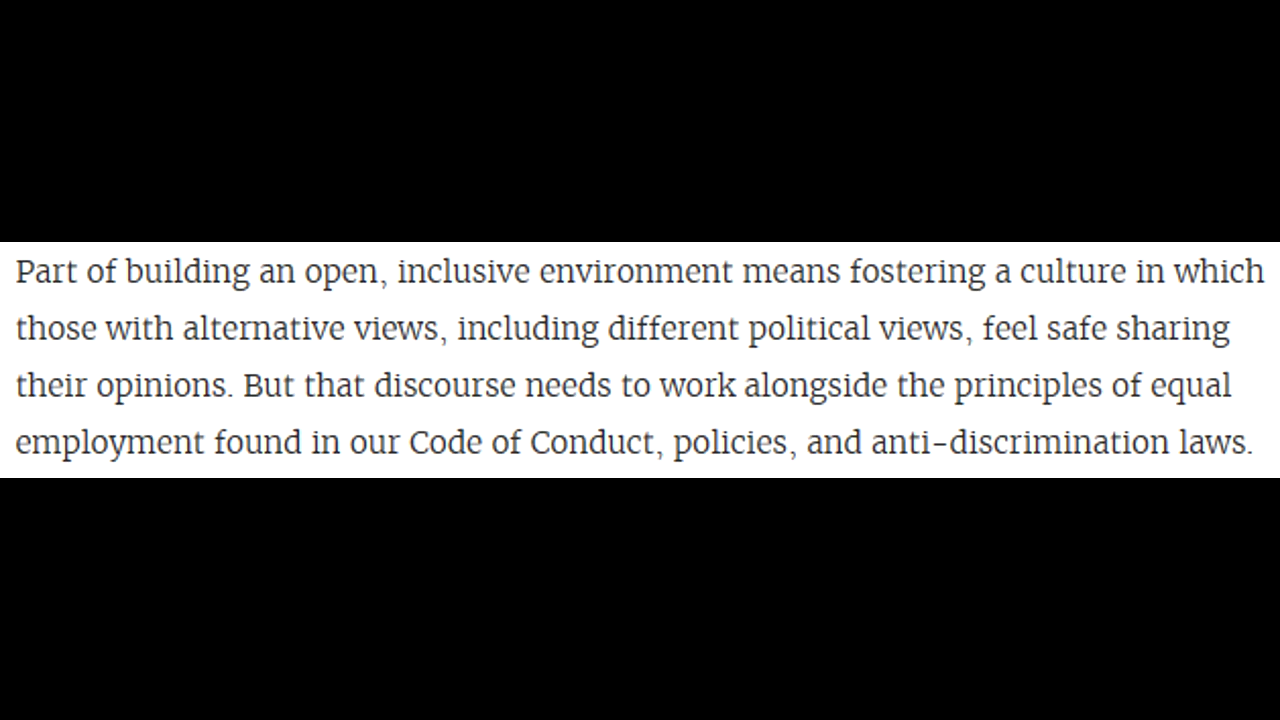 Part of building an open, inclusive environment means fostering a culture in which
those with alternative views, including different political views, feel safe sharing
their opinions. But that discourse needs to work alongside the principles of equal
employment found in our Code of Conduct, policies, and anti-discrimination laws.